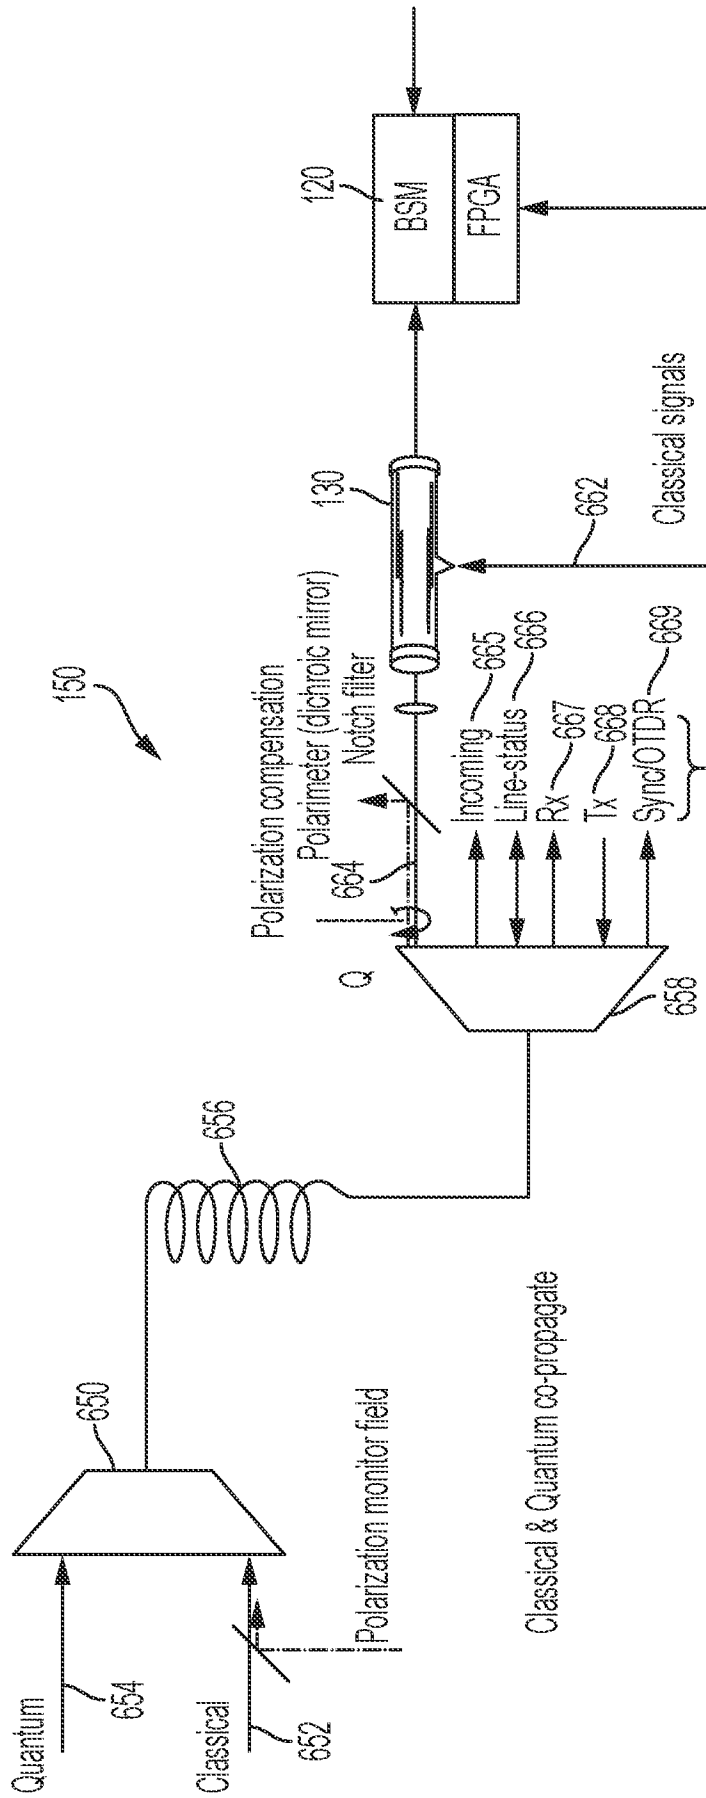 150
Quantum
654
Classical
652
650
Polarization monitor field
656
Classical & Quantum co-propagate
Q
Polarization compensation
Polarimeter (dichroic mirror)
Notch filter
664
130
120
BSM
FPGA
Incoming
665
Line-status
666
Rx
667
Tx
668
Sync/OTDR
669
658
662
Classical signals